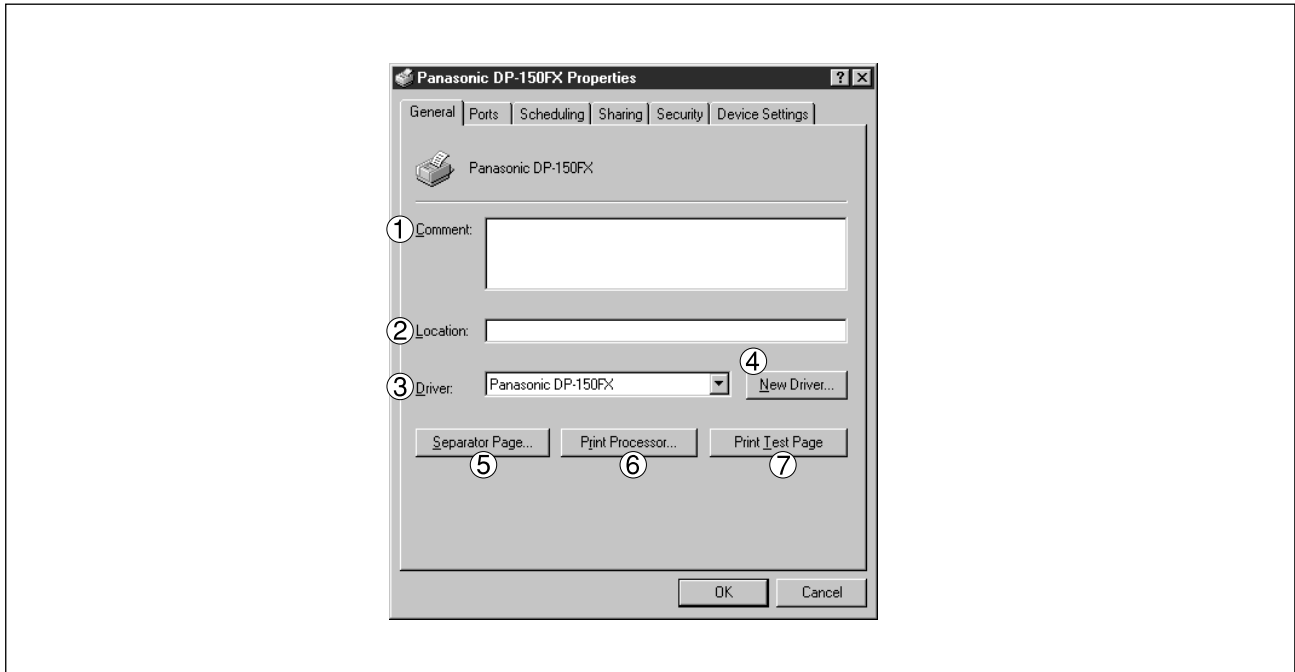 Panasonic DP-150FX Properties
General Ports Scheduling Sharing Security Device Settings
Panasonic DP-150FX
① Comment:
② Location:
④
③ Driver: Panasonic DP-150FX New Driver...
Separator Page... Print Processor... Print Test Page
⑤ ⑥ ⑦
OK Cancel